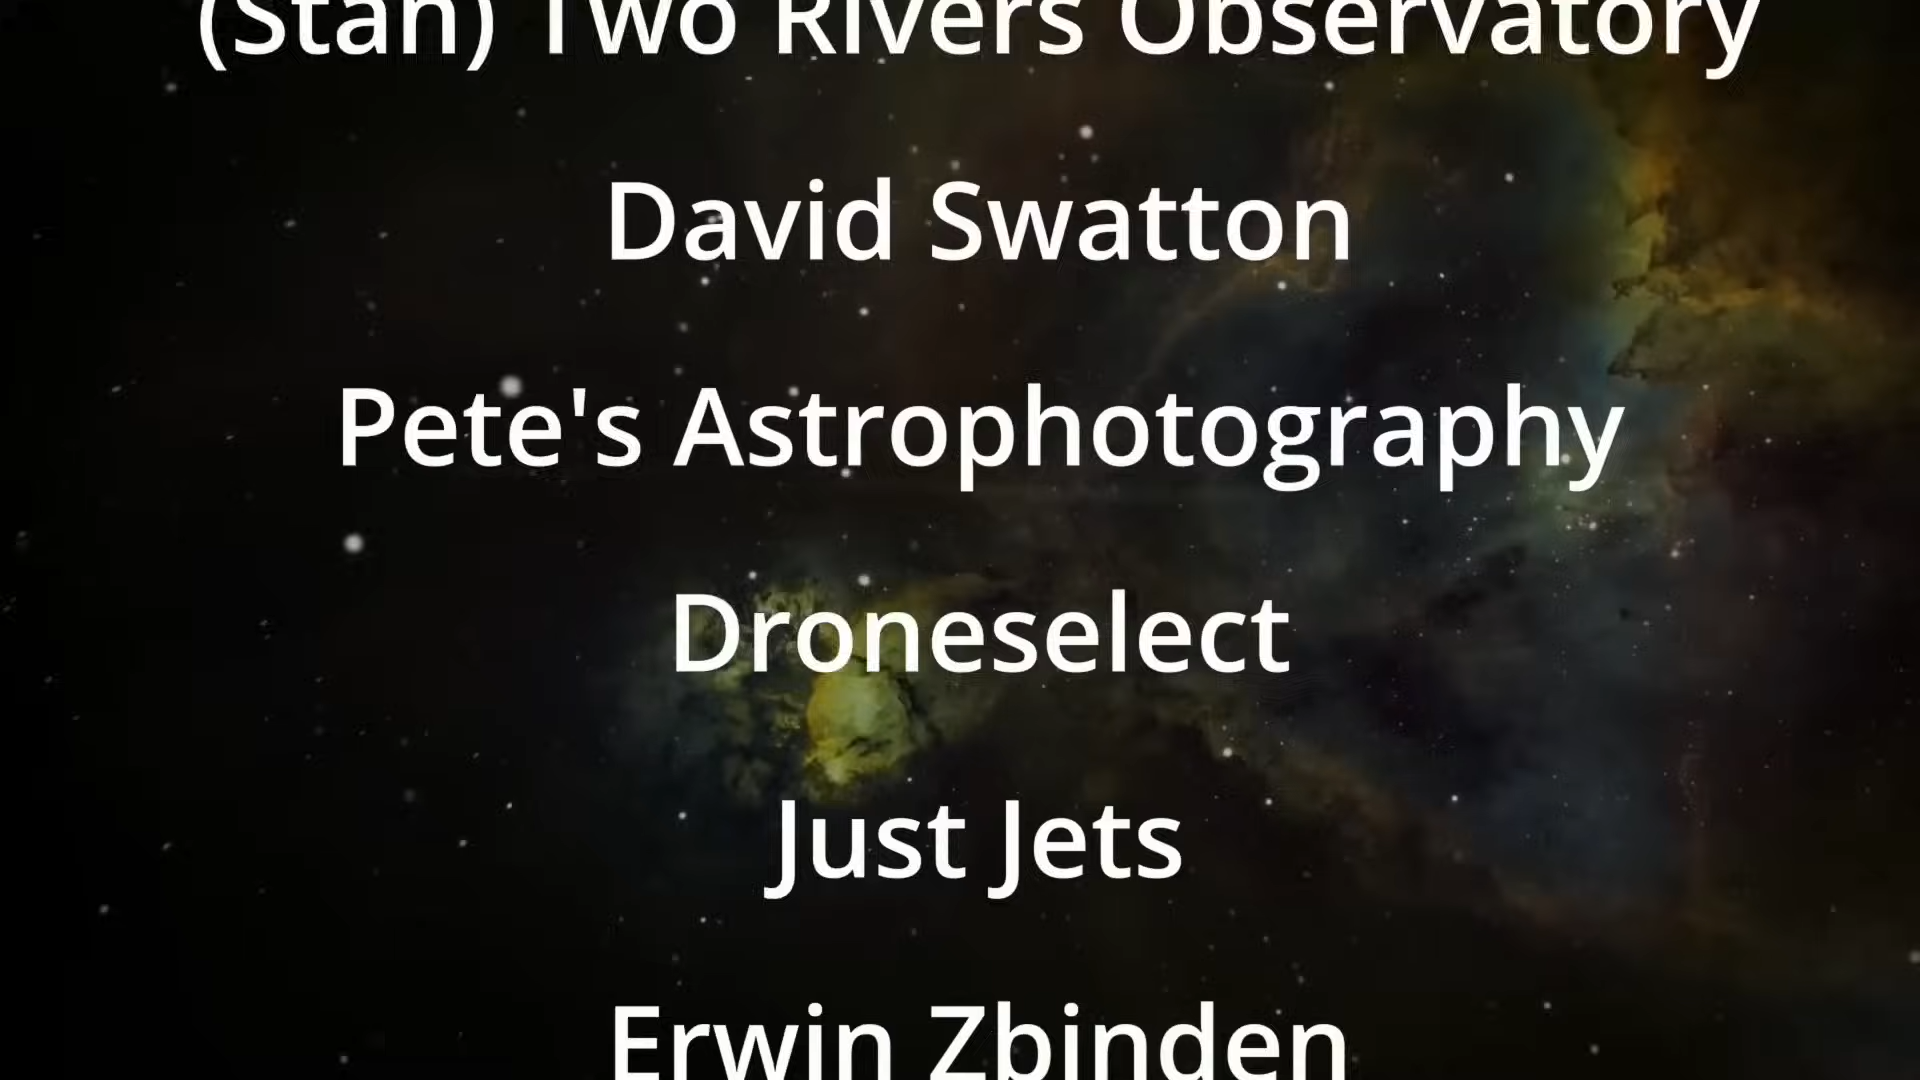 (Stan) Two Rivers Observatory
David Swatton
Pete's Astrophotography
Droneselect
Just Jets
Erwin Zbinden